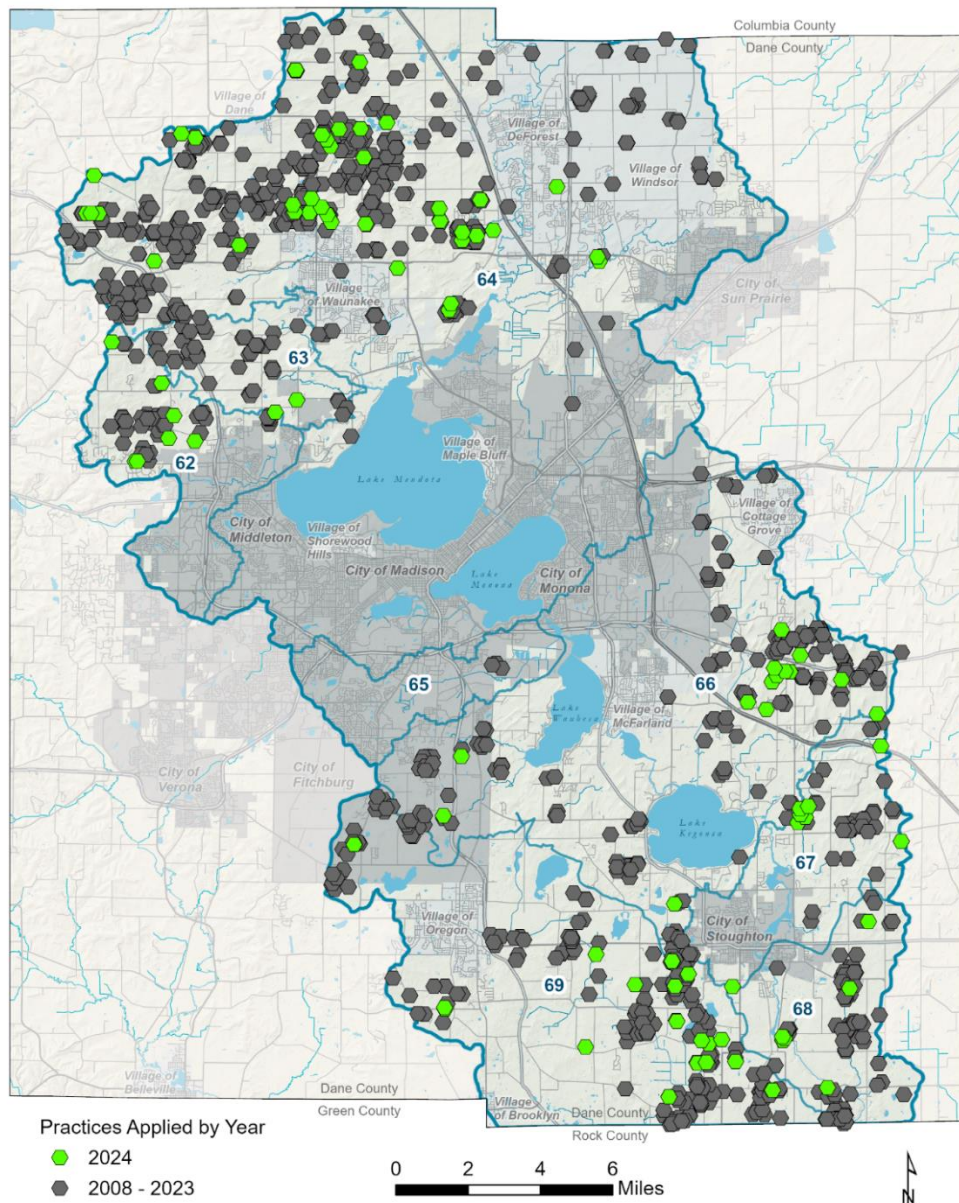 Columbia County
Dane County
Village of
Dane
Village of
DeForest
Village of
Windsor
64
City of
Sun Prairie
Village
of Waunakee
63
Village of
Maple Bluff
62
Lake Mendota
Village of
Cottage
Grove
City of
Middleton
Village of
Shorewood
Hills
City of Madison
Lake
Monona
City of
Monona
65
66
Lake
Waubesa
Village of
McFarland
City of
Verona
City of
Fitchburg
Lake
Kegonsa
67
Village of
Oregon
City of
Stoughton
69
68
Village of
Belleville
Dane County
Green County
Village
of Brooklyn
Dane County
Rock County
Practices Applied by Year
2024
2008 - 2023
0 2 4 6
Miles
N